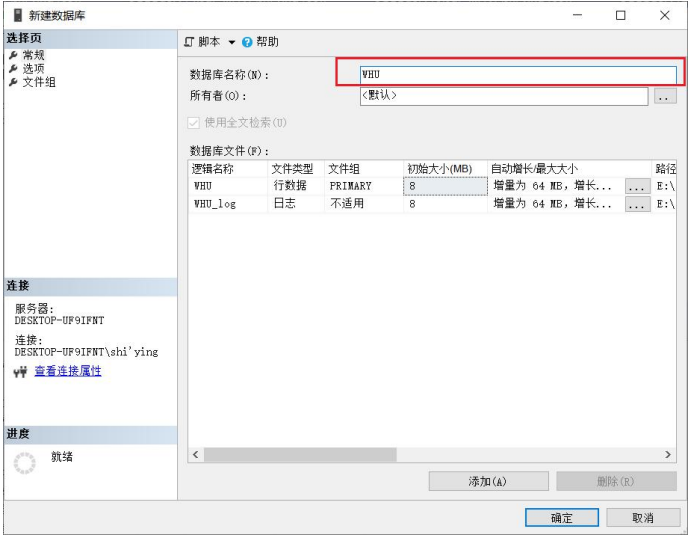 新建数据库
选择页
常规
选项
文件组
脚本 帮助
数据库名称(N): WHU
所有者(O): <默认> ..
使用全文检索(U)
数据库文件(F):
逻辑名称 文件类型 文件组 初始大小(MB) 自动增长/最大大小 路径
WHU 行数据 PRIMARY 8 增量为 64 MB，增长... ... E:\
WHU_log 日志 不适用 8 增量为 64 MB，增长... ... E:\
连接
服务器:
DESKTOP-UF9IFNT
连接:
DESKTOP-UF9IFNT\shi'ying
查看连接属性
进度
就绪
添加(A) 删除(R)
确定 取消